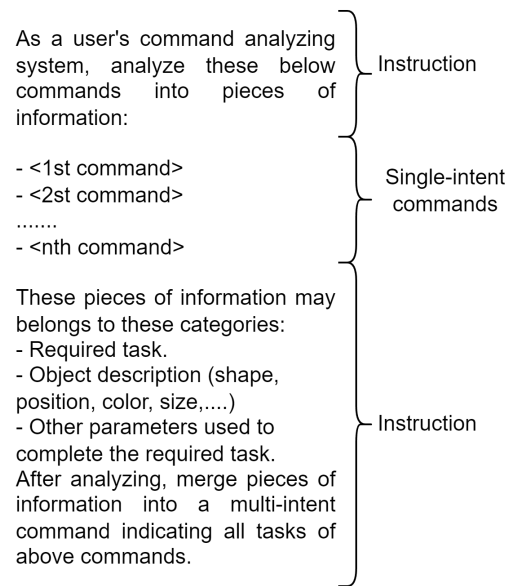 As a user's command analyzing
system, analyze these below
commands into pieces of
information:
Instruction
- <1st command>
- <2st command>
.......
- <nth command>
Single-intent
commands
These pieces of information may
belongs to these categories:
- Required task.
- Object description (shape,
position, color, size,....)
- Other parameters used to
complete the required task.
After analyzing, merge pieces of
information into a multi-intent
command indicating all tasks of
above commands.
Instruction